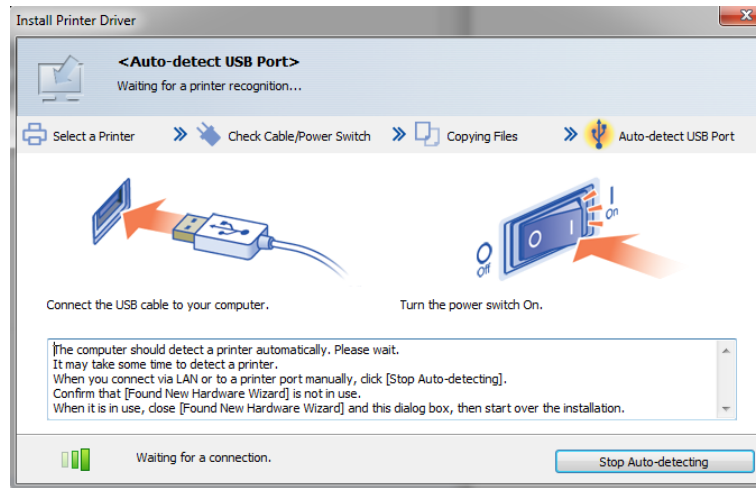 Install Printer Driver
<Auto-detect USB Port>
Waiting for a printer recognition...
Select a Printer
Check Cable/Power Switch
Copying Files
Auto-detect USB Port
I
On
O
I
O
Off
Connect the USB cable to your computer.
Turn the power switch On.
The computer should detect a printer automatically. Please wait.
It may take some time to detect a printer.
When you connect via LAN or to a printer port manually, click [Stop Auto-detecting].
Confirm that [Found New Hardware Wizard] is not in use.
When it is in use, close [Found New Hardware Wizard] and this dialog box, then start over the installation.
Waiting for a connection.
Stop Auto-detecting